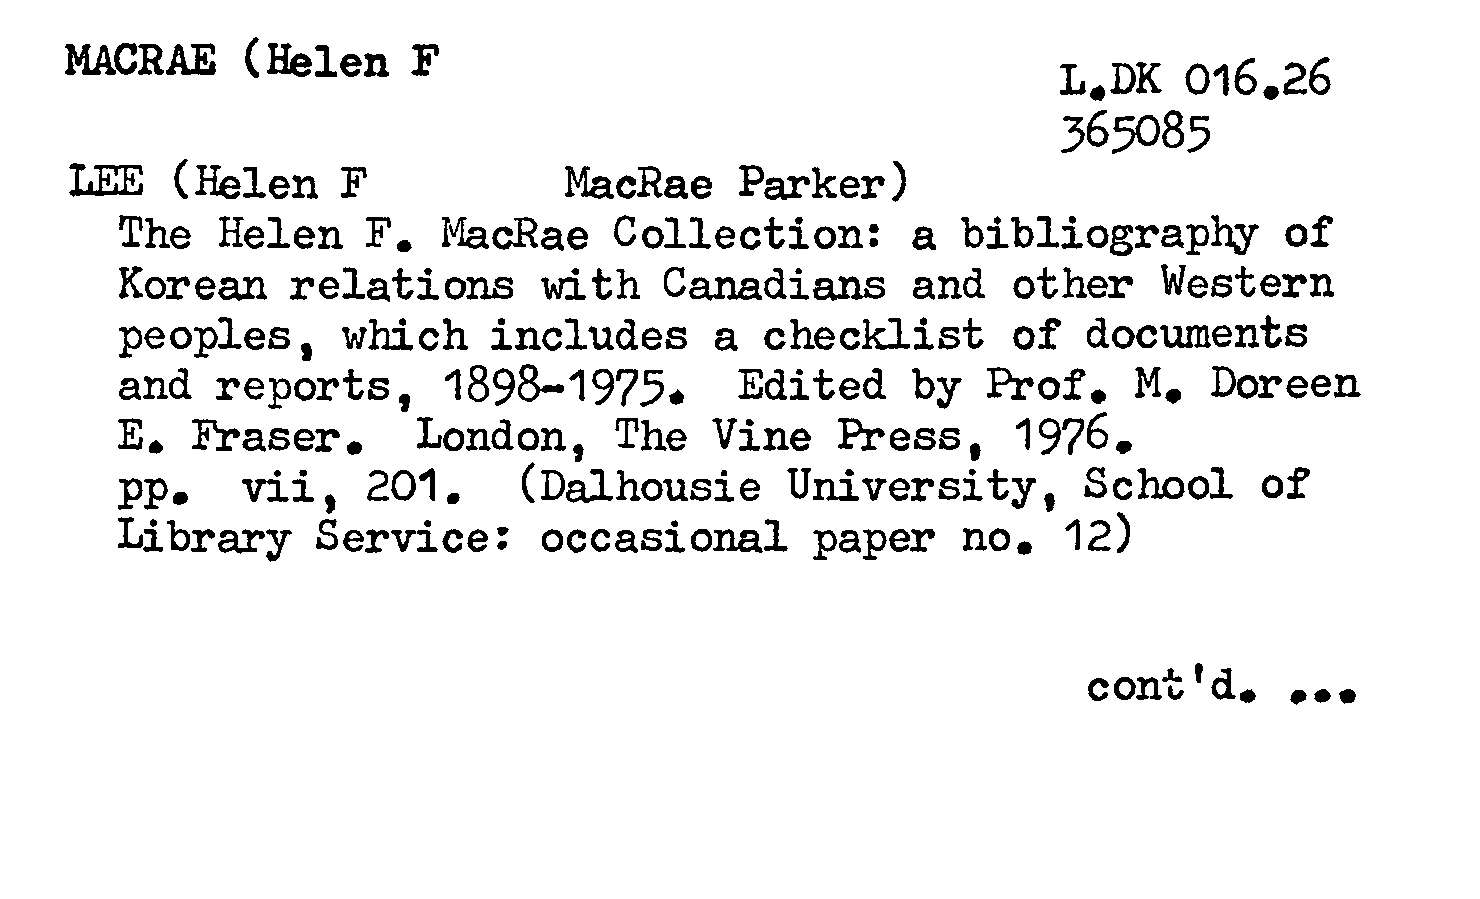 MACRAE (Helen F
L.DK 016.26
365085
LEE (Helen F        MacRae Parker)
The Helen F. MacRae Collection: a bibliography of
Korean relations with Canadians and other Western
peoples, which includes a checklist of documents
and reports, 1898-1975.  Edited by Prof. M. Doreen
E. Fraser.  London, The Vine Press, 1976.
pp.  vii, 201.  (Dalhousie University, School of
Library Service: occasional paper no. 12)
cont'd. ...